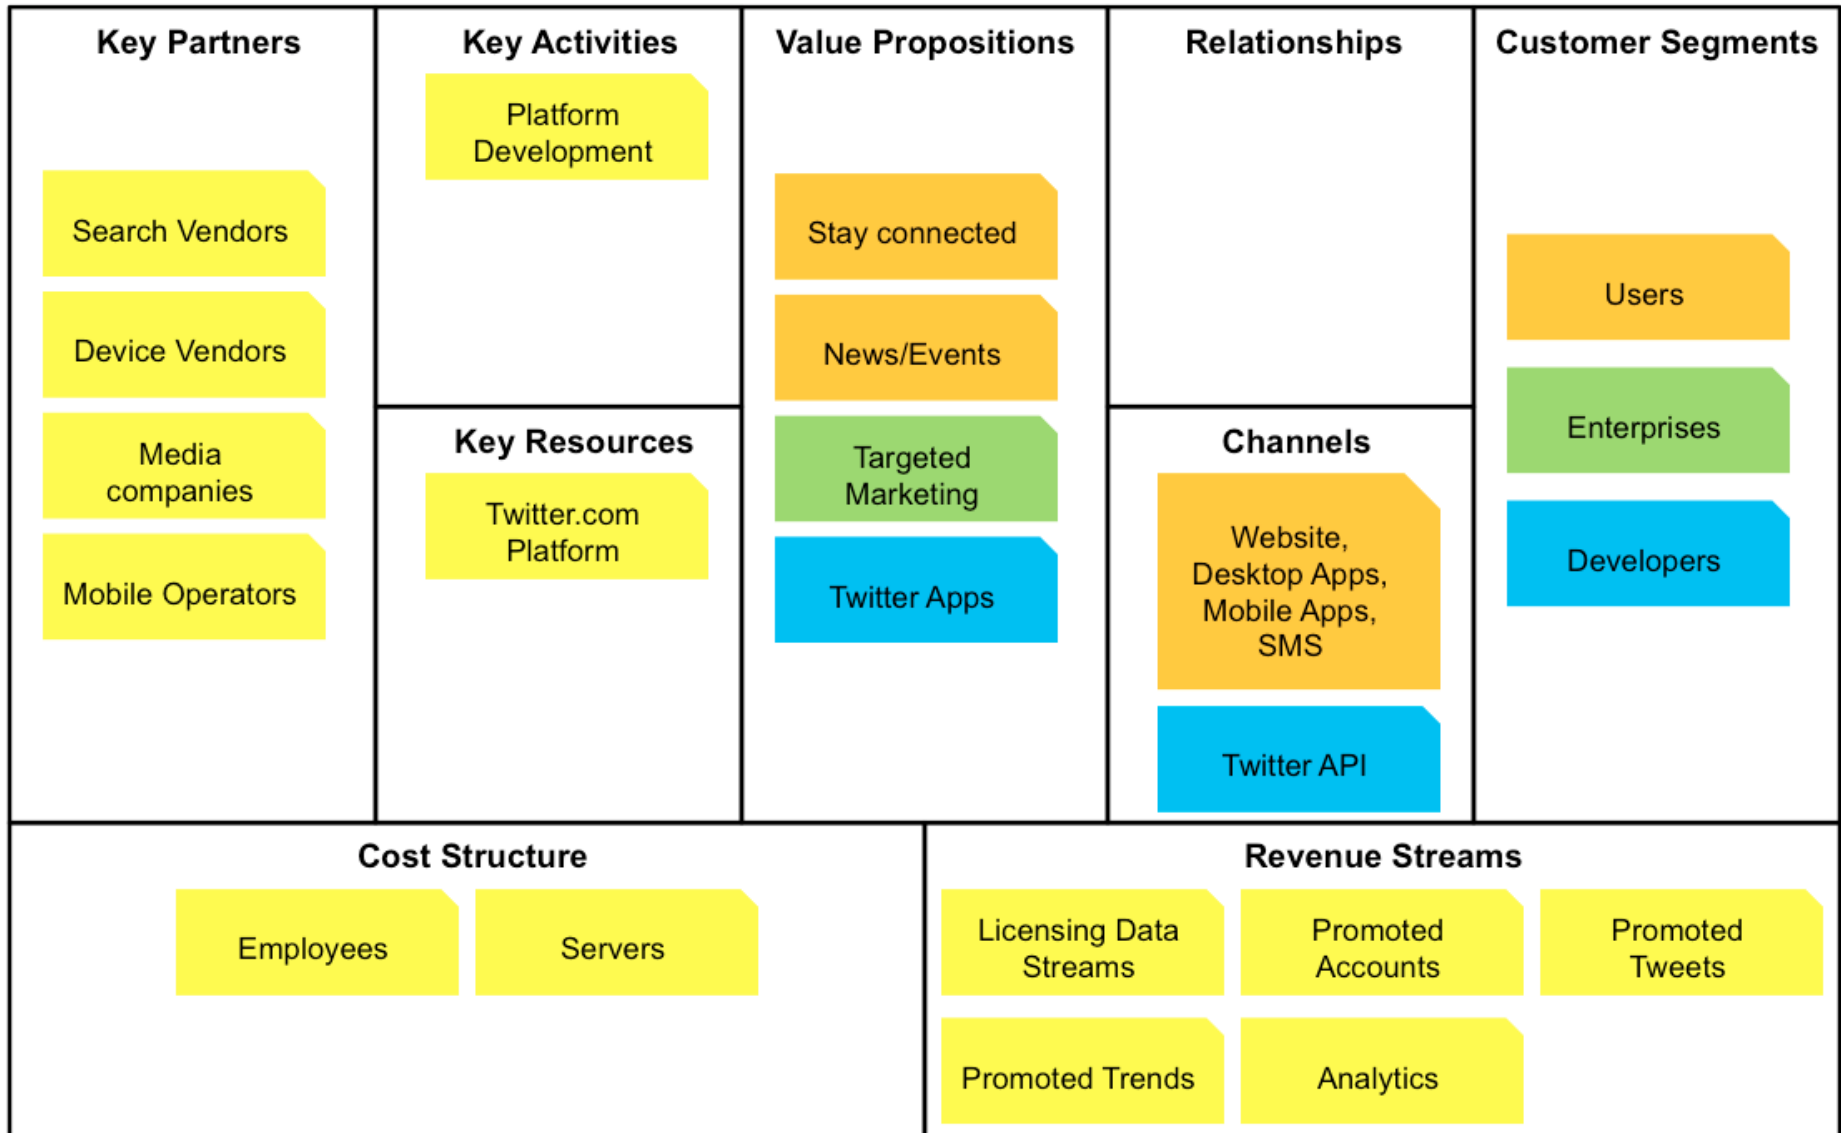 Key Partners
Search Vendors
Device Vendors
Media
companies
Mobile Operators
Key Activities
Platform
Development
Key Resources
Twitter.com
Platform
Value Propositions
Stay connected
News/Events
Targeted
Marketing
Twitter Apps
Relationships
Channels
Website,
Desktop Apps,
Mobile Apps,
SMS
Twitter API
Customer Segments
Users
Enterprises
Developers
Cost Structure
Employees
Servers
Revenue Streams
Licensing Data
Streams
Promoted
Accounts
Promoted
Tweets
Promoted Trends
Analytics